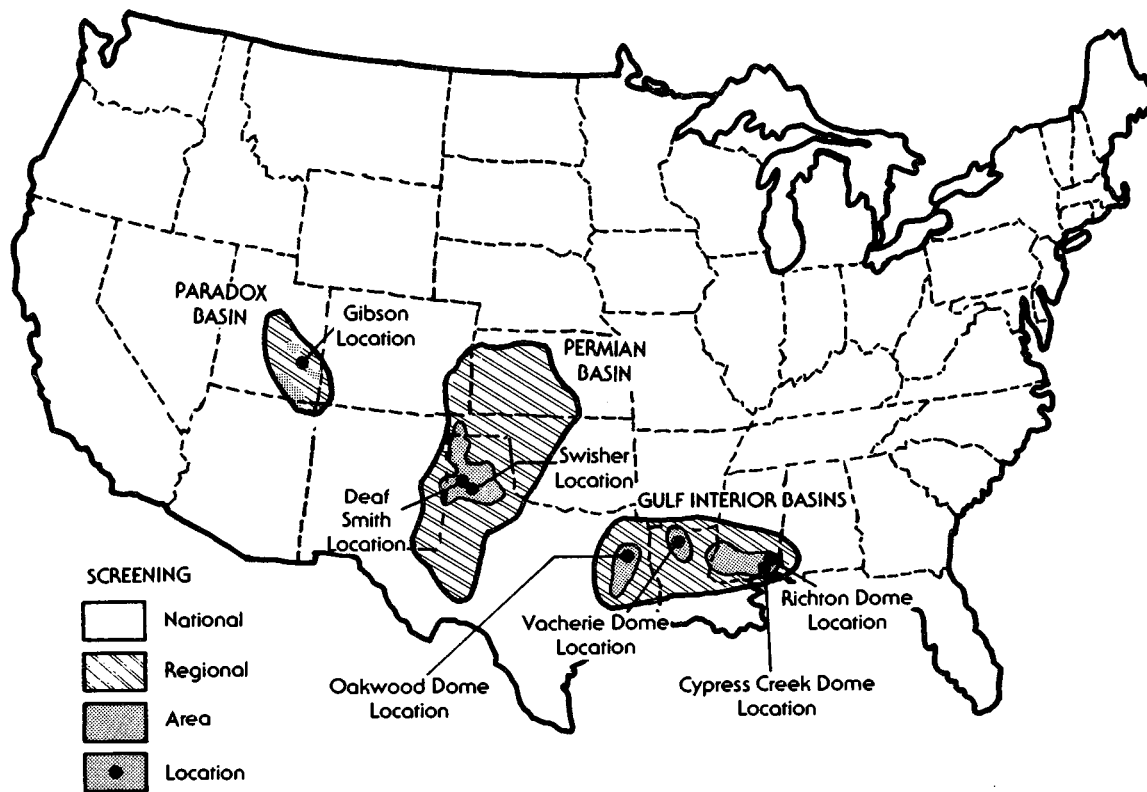 PARADOX
BASIN
Gibson
Location
PERMIAN
BASIN
Swisher
Location
Deaf
Smith
Location
GULF INTERIOR BASINS
Richton Dome
Location
Vacherie Dome
Location
Oakwood Dome
Location
Cypress Creek Dome
Location
SCREENING
National
Regional
Area
Location